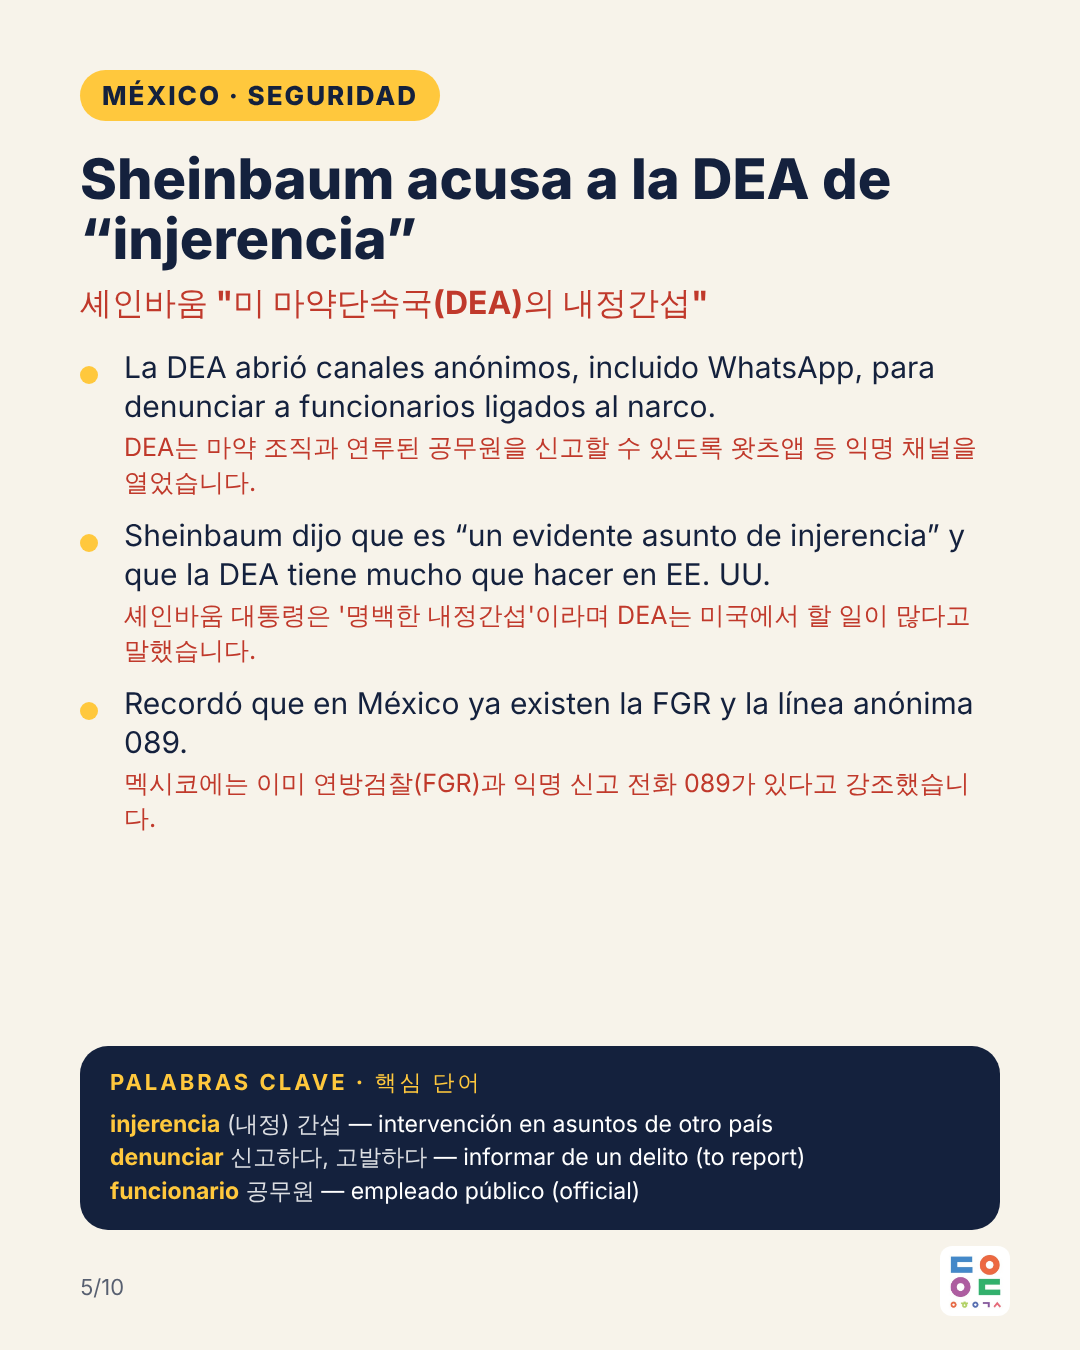 MÉXICO · SEGURIDAD
Sheinbaum acusa a la DEA de
“injerencia”
셰인바움 "미 마약단속국(DEA)의 내정간섭"
La DEA abrió canales anónimos, incluido WhatsApp, para
denunciar a funcionarios ligados al narco.
DEA는 마약 조직과 연루된 공무원을 신고할 수 있도록 왓츠앱 등 익명 채널을
열었습니다.
Sheinbaum dijo que es “un evidente asunto de injerencia” y
que la DEA tiene mucho que hacer en EE. UU.
셰인바움 대통령은 '명백한 내정간섭'이라며 DEA는 미국에서 할 일이 많다고
말했습니다.
Recordó que en México ya existen la FGR y la línea anónima
089.
멕시코에는 이미 연방검찰(FGR)과 익명 신고 전화 089가 있다고 강조했습니
다.
PALABRAS CLAVE · 핵심 단어
injerencia (내정) 간섭 — intervención en asuntos de otro país
denunciar 신고하다, 고발하다 — informar de un delito (to report)
funcionario 공무원 — empleado público (official)
5/10